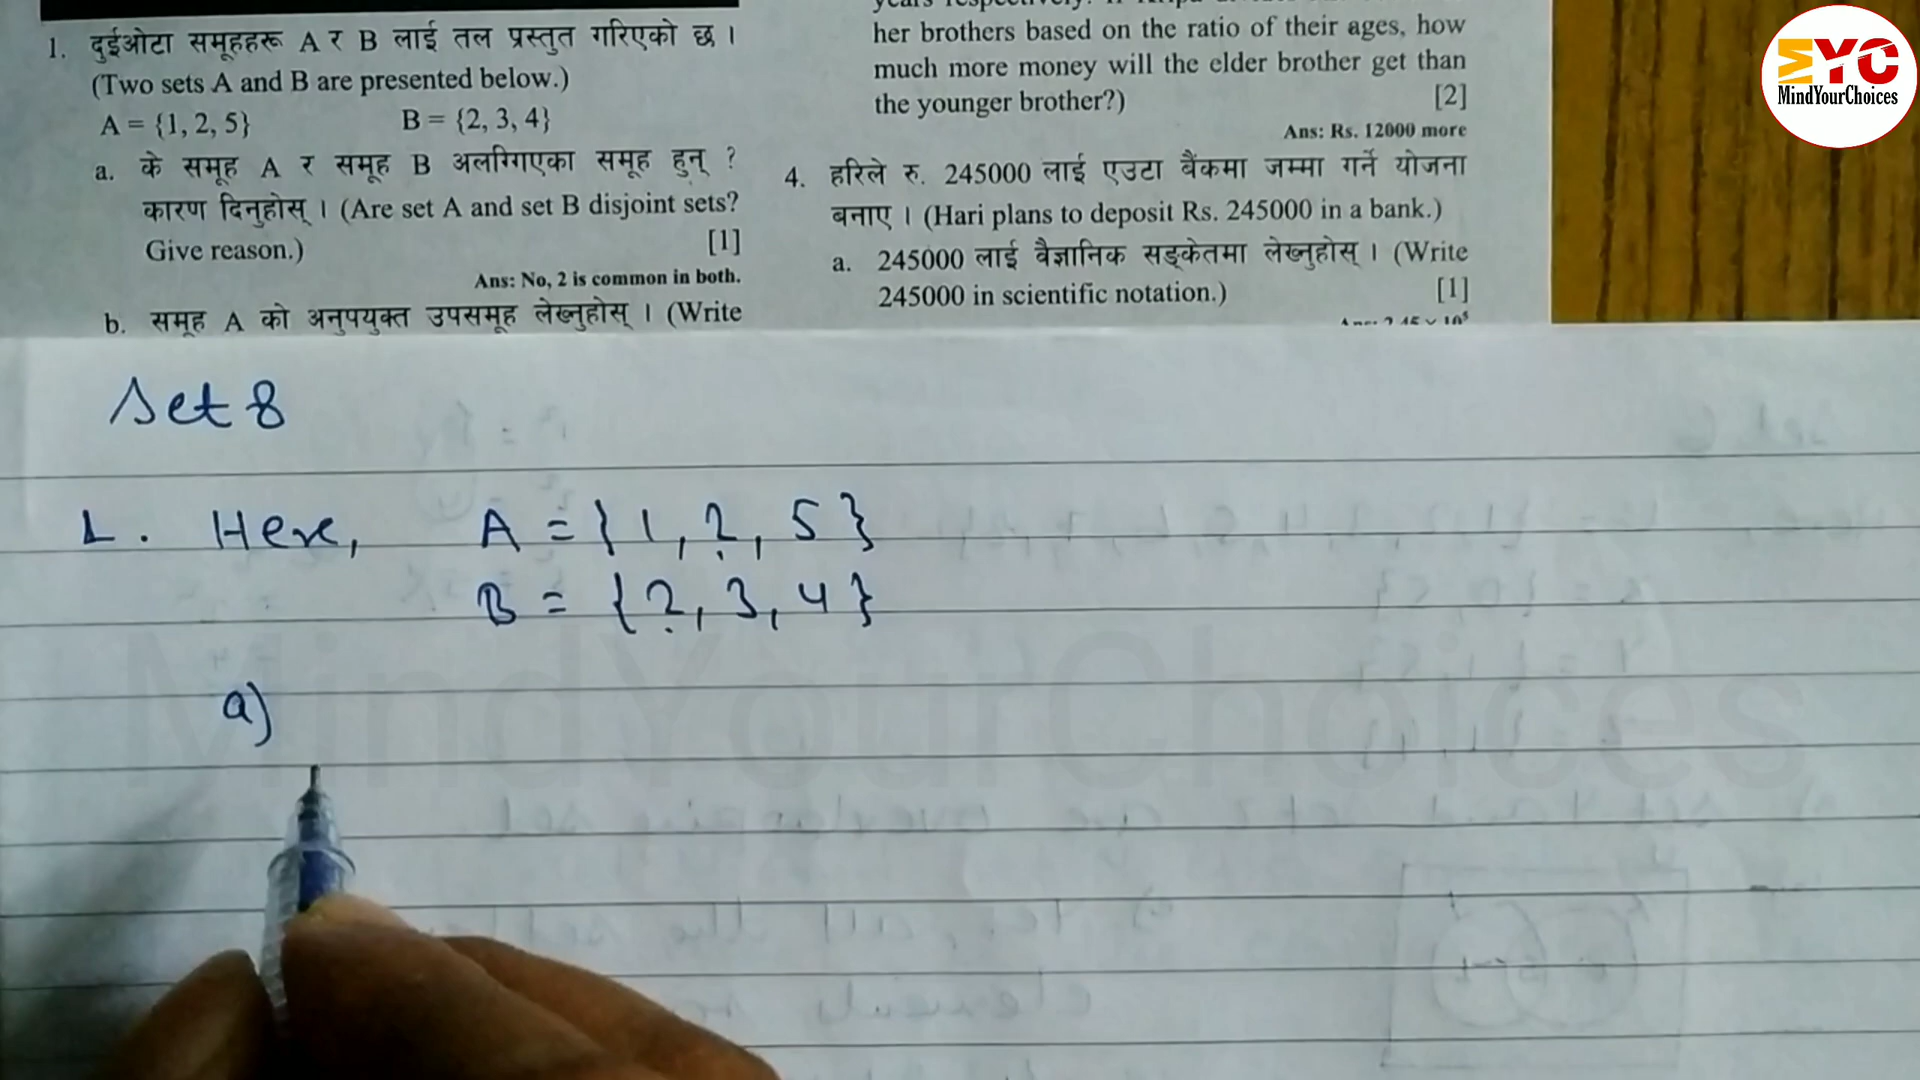 1. दुईओटा समूहहरू A र B लाई तल प्रस्तुत गरिएको छ ।
(Two sets A and B are presented below.)
A = {1, 2, 5} B = {2, 3, 4}
a. के समूह A र समूह B अलग्गिएका समूह हुन् ?
कारण दिनुहोस् । (Are set A and set B disjoint sets?
Give reason.) [1]
Ans: No, 2 is common in both.
b. समूह A को अनुपयुक्त उपसमूह लेख्नुहोस् । (Write
her brothers based on the ratio of their ages, how
much more money will the elder brother get than
the younger brother?) [2]
Ans: Rs. 12000 more
4. हरिले रु. 245000 लाई एउटा बैंकमा जम्मा गर्ने योजना
बनाए । (Hari plans to deposit Rs. 245000 in a bank.)
a. 245000 लाई वैज्ञानिक सङ्केतमा लेख्नुहोस् । (Write
245000 in scientific notation.) [1]
MYC
MindYourChoices
Set 8
1. Here, A = {1, 2, 5}
B = {2, 3, 4}
a)
MindYourChoices